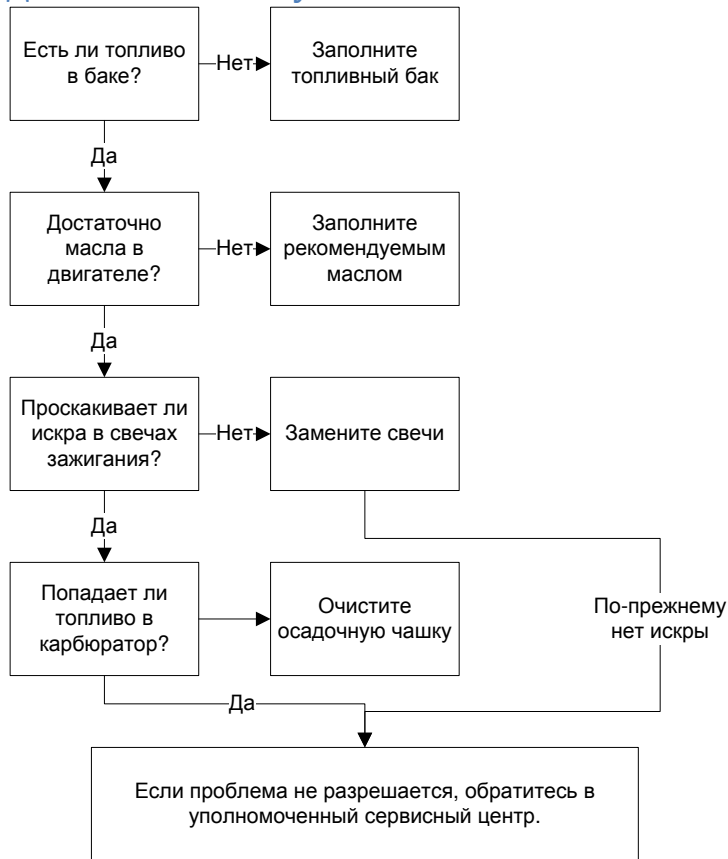 Есть ли топливо
в баке?
Нет
Заполните
топливный бак
Да
Достаточно
масла в
двигателе?
Нет
Заполните
рекомендуемым
маслом
Да
Проскакивает ли
искра в свечах
зажигания?
Нет
Замените свечи
Да
Попадает ли
топливо в
карбюратор?
Очистите
осадочную чашку
По-прежнему
нет искры
Да
Если проблема не разрешается, обратитесь в
уполномоченный сервисный центр.